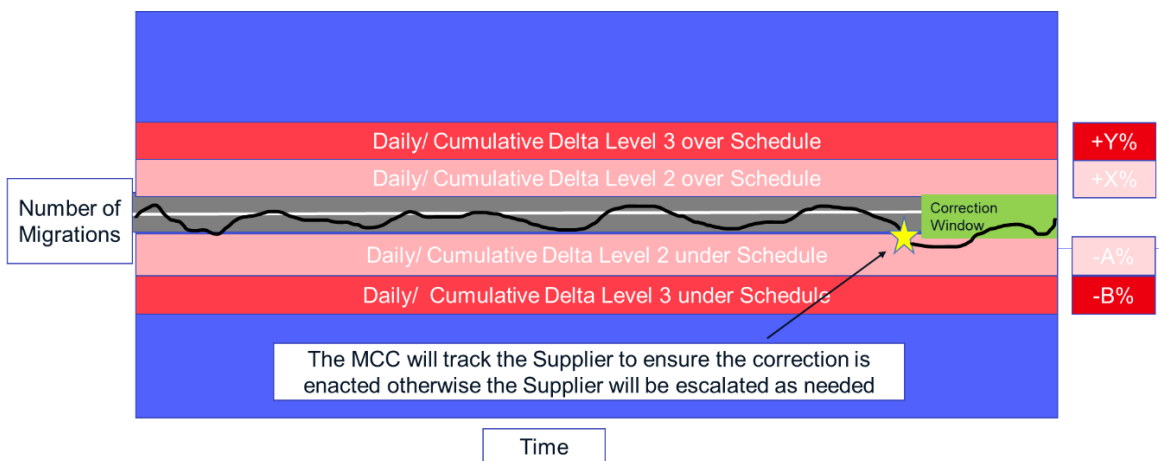 Daily/ Cumulative Delta Level 3 over Schedule
+Y%
Daily/ Cumulative Delta Level 2 over Schedule
+X%
Number of
Migrations
Correction
Window
Daily/ Cumulative Delta Level 2 under Schedule
-A%
Daily/ Cumulative Delta Level 3 under Schedule
-B%
The MCC will track the Supplier to ensure the correction is
enacted otherwise the Supplier will be escalated as needed
Time